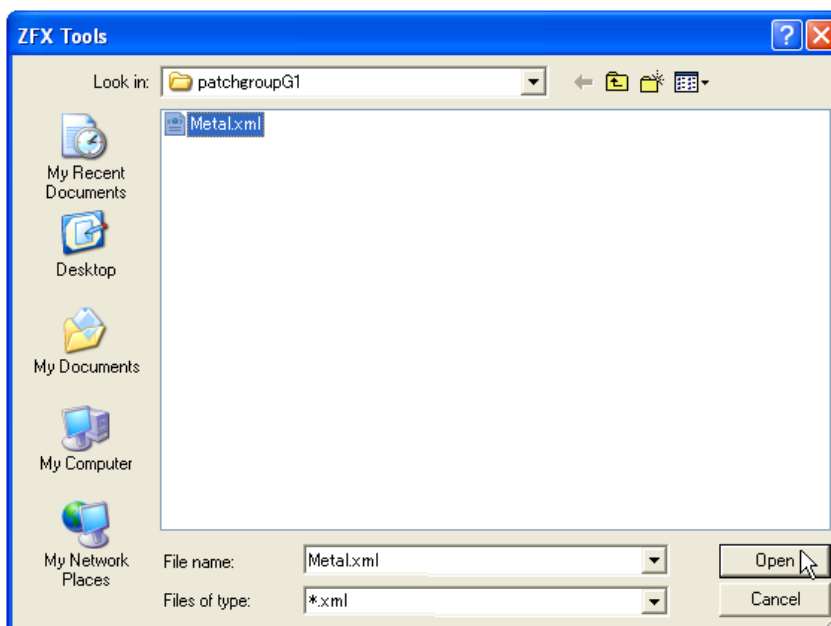 ZFX Tools
Look in:
patchgroupG1
Metal.xml
My Recent
Documents
Desktop
My Documents
My Computer
My Network
Places
File name:
Metal.xml
Open
Files of type:
*.xml
Cancel